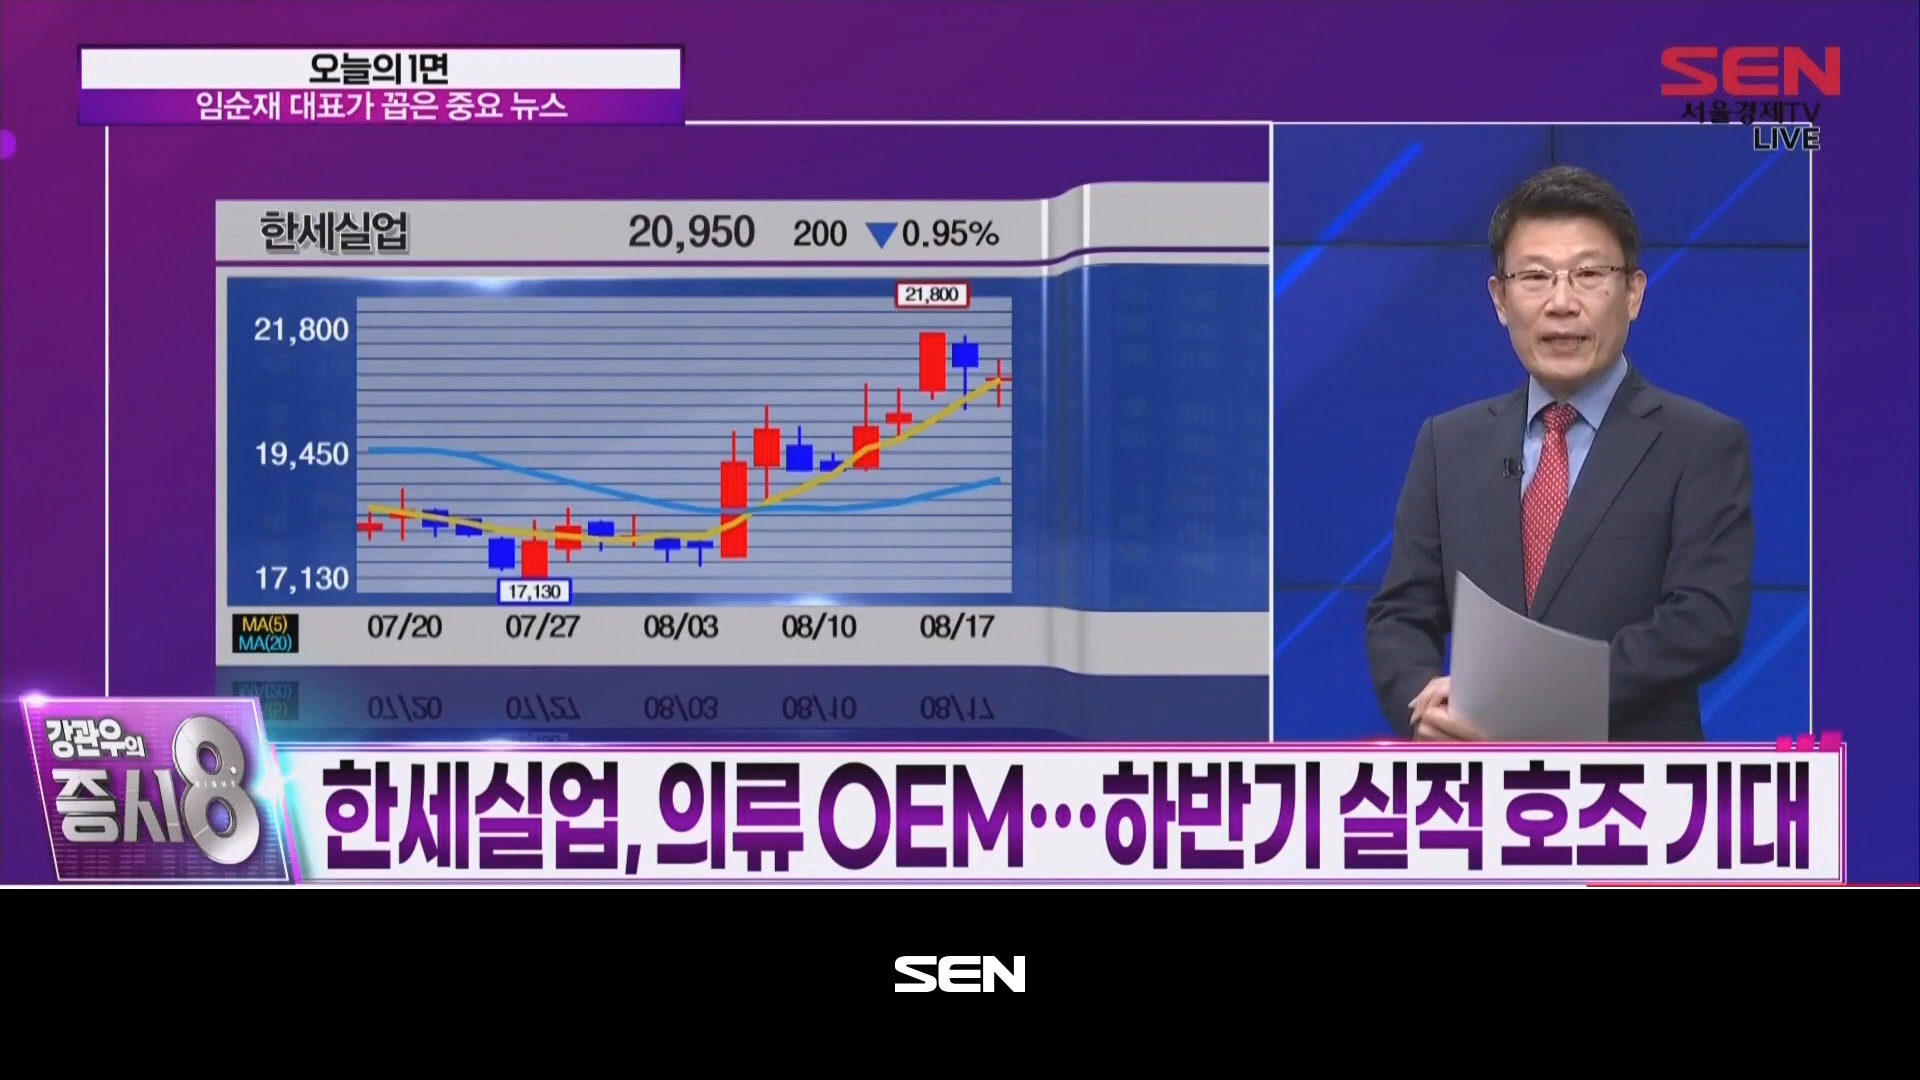 오늘의 1면
임순재 대표가 꼽은 중요 뉴스
SEN
서울경제TV
LIVE
한세실업 20,950 200 ▼0.95%
21,800
21,800
19,450
17,130
17,130
MA(5)
MA(20)
07/20 07/27 08/03 08/10 08/17
강관우의
증시 8
한세실업, 의류 OEM…하반기 실적 호조 기대
SEN